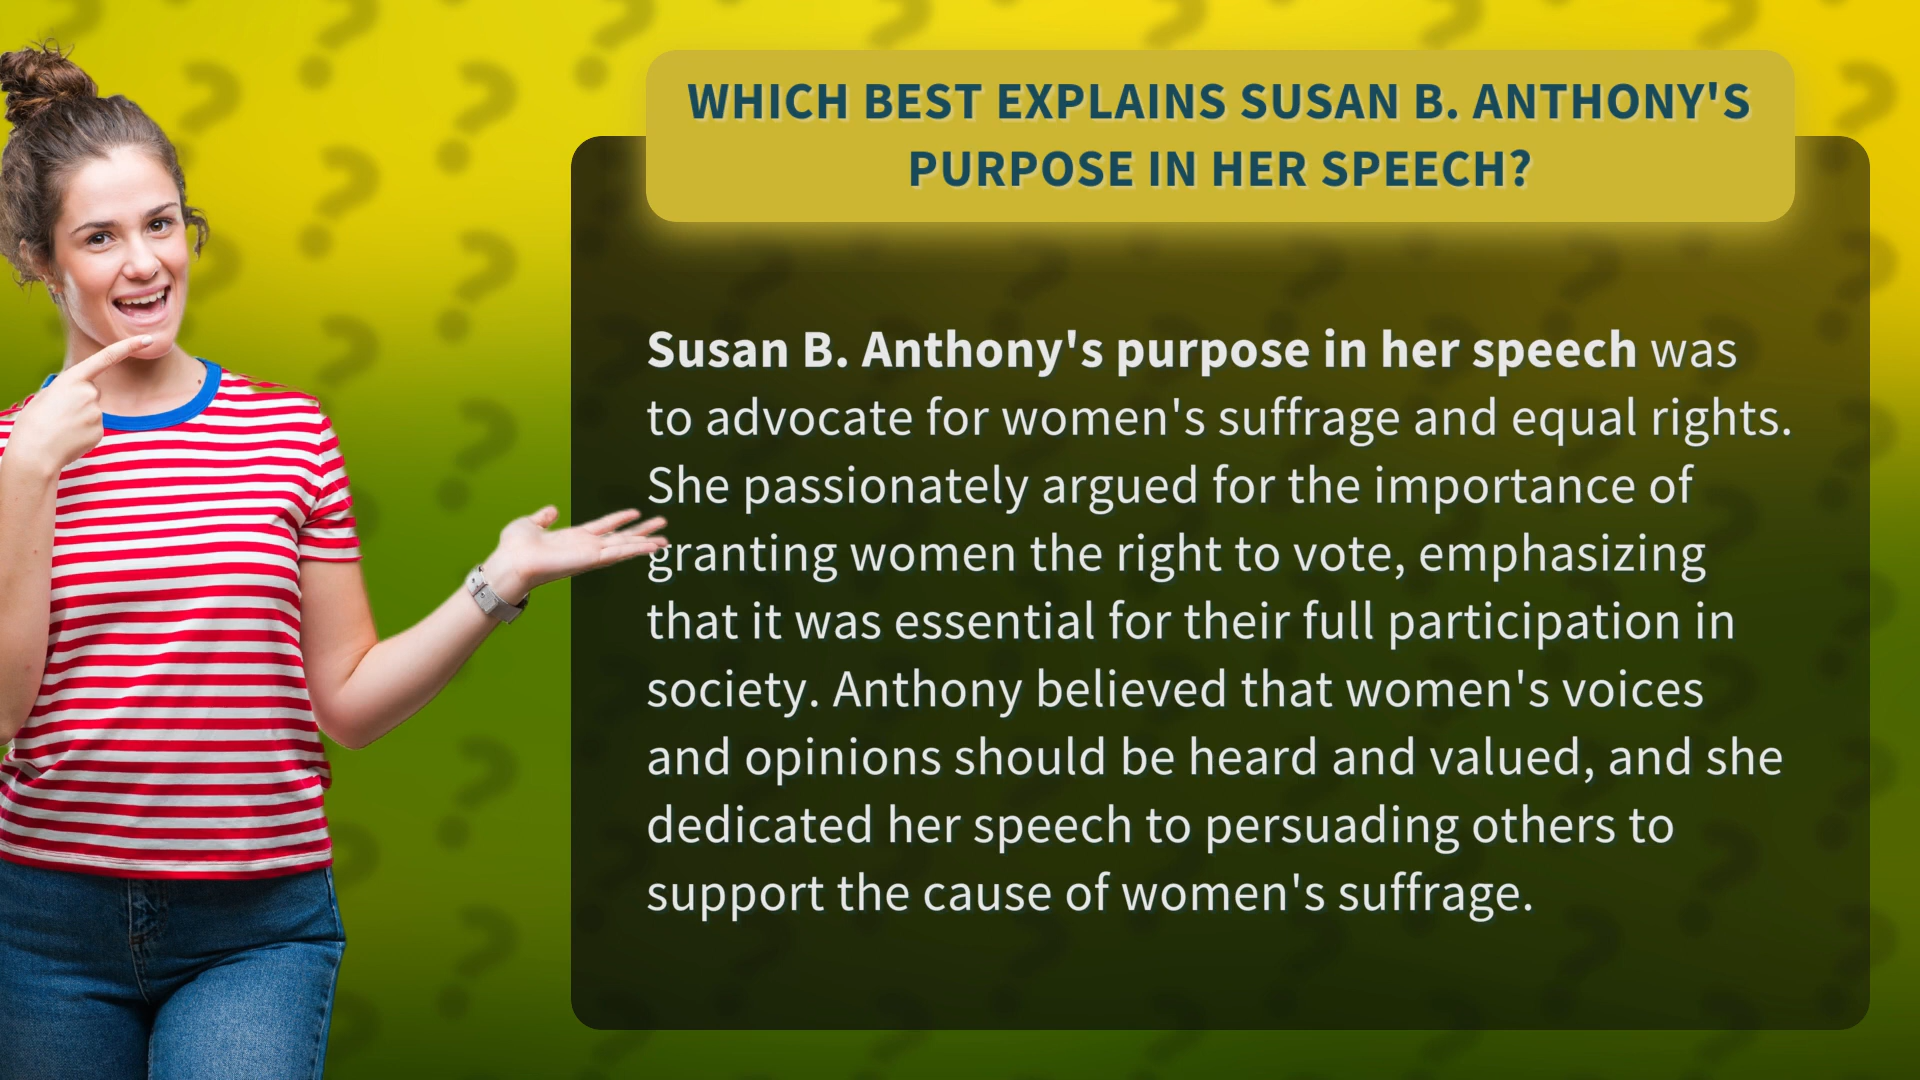 WHICH BEST EXPLAINS SUSAN B. ANTHONY'S
PURPOSE IN HER SPEECH?
Susan B. Anthony's purpose in her speech was
to advocate for women's suffrage and equal rights.
She passionately argued for the importance of
granting women the right to vote, emphasizing
that it was essential for their full participation in
society. Anthony believed that women's voices
and opinions should be heard and valued, and she
dedicated her speech to persuading others to
support the cause of women's suffrage.